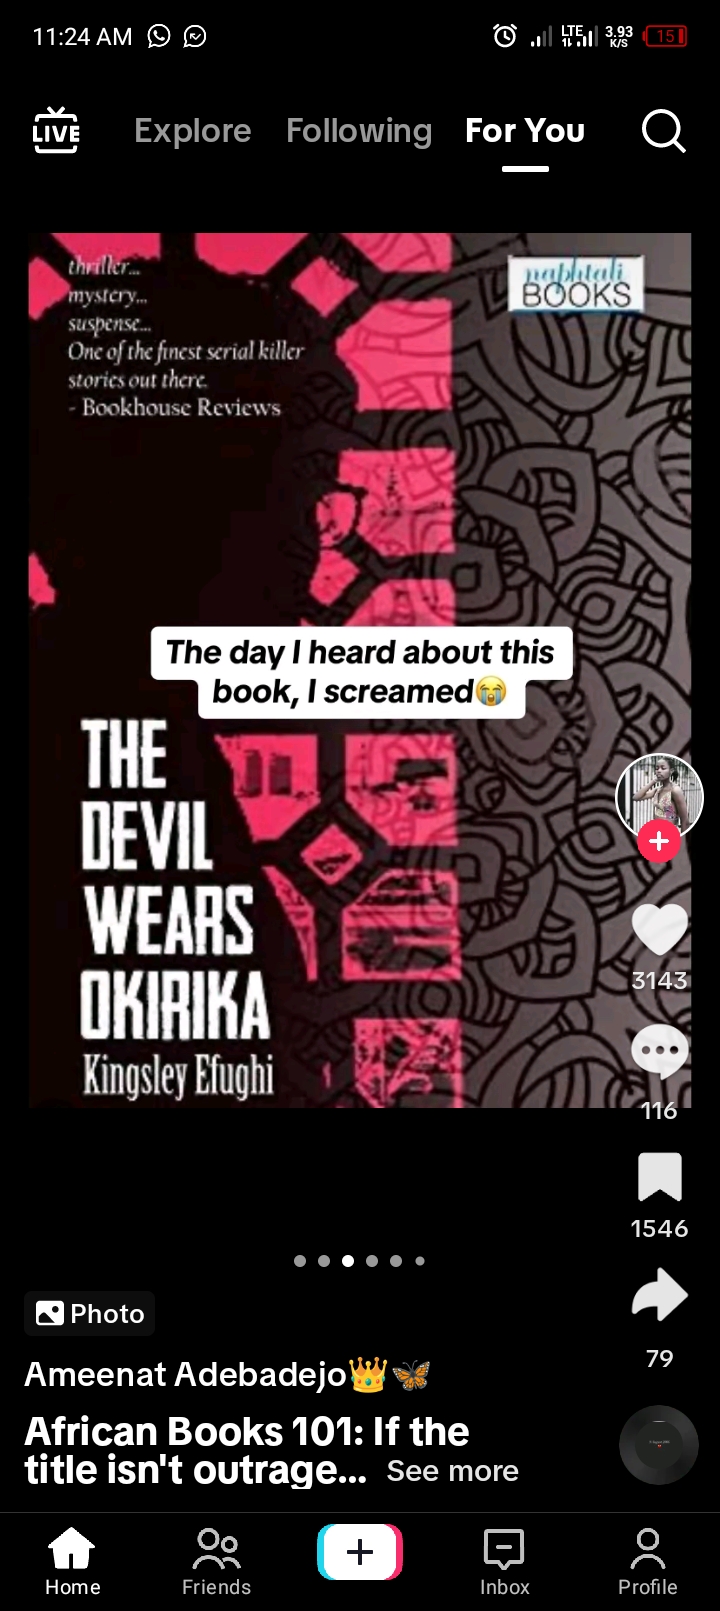 11:24 AM
LTE
3.93
K/S
15
LIVE
Explore
Following
For You
thriller...
mystery...
suspense...
One of the finest serial killer
stories out there.
- Bookhouse Reviews
naphtali
BOOKS
The day I heard about this
book, I screamed😭
THE
DEVIL
WEARS
OKIRIKA
Kingsley Efughi
3143
116
1546
79
Photo
Ameenat Adebadejo👑🦋
African Books 101: If the
title isn't outrage... See more
Home
Friends
Inbox
Profile